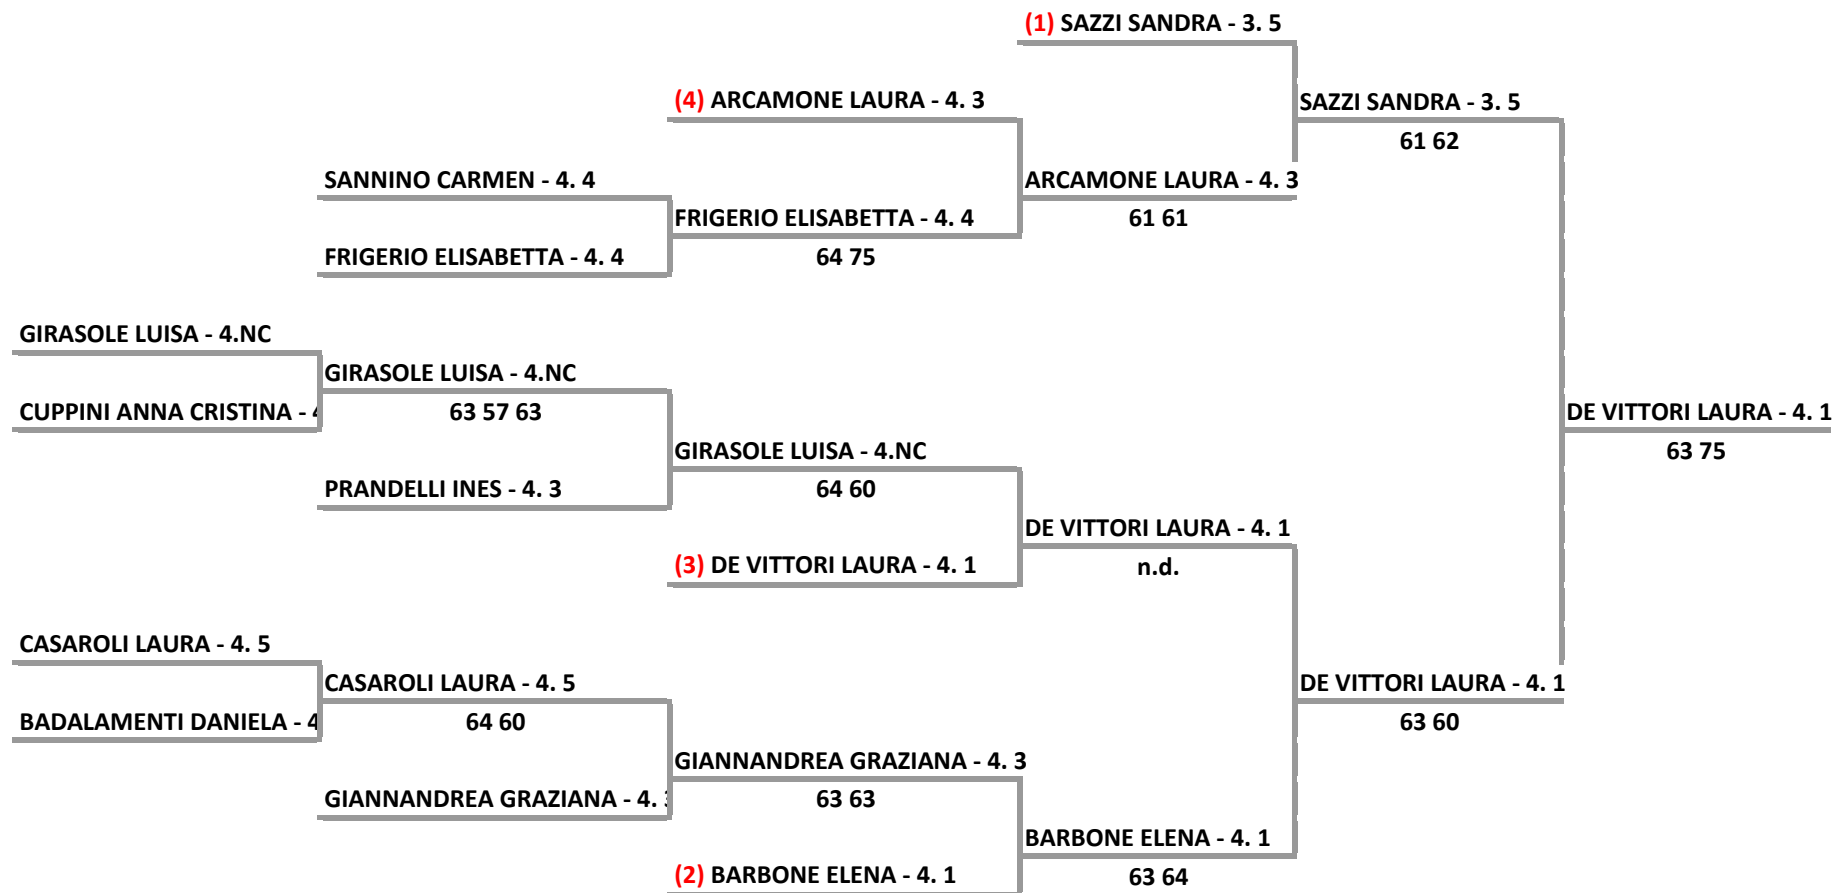 (1) SAZZI SANDRA - 3. 5
(4) ARCAMONE LAURA - 4. 3
SAZZI SANDRA - 3. 5
61 62
SANNINO CARMEN - 4. 4
ARCAMONE LAURA - 4. 3
FRIGERIO ELISABETTA - 4. 4
61 61
FRIGERIO ELISABETTA - 4. 4
64 75
GIRASOLE LUISA - 4.NC
GIRASOLE LUISA - 4.NC
CUPPINI ANNA CRISTINA -
63 57 63
DE VITTORI LAURA - 4. 1
GIRASOLE LUISA - 4.NC
63 75
PRANDELLI INES - 4. 3
64 60
DE VITTORI LAURA - 4. 1
(3) DE VITTORI LAURA - 4. 1
n.d.
CASAROLI LAURA - 4. 5
CASAROLI LAURA - 4. 5
DE VITTORI LAURA - 4. 1
BADALAMENTI DANIELA - 4
64 60
63 60
GIANNANDREA GRAZIANA - 4. 3
GIANNANDREA GRAZIANA - 4. 3
63 63
BARBONE ELENA - 4. 1
(2) BARBONE ELENA - 4. 1
63 64